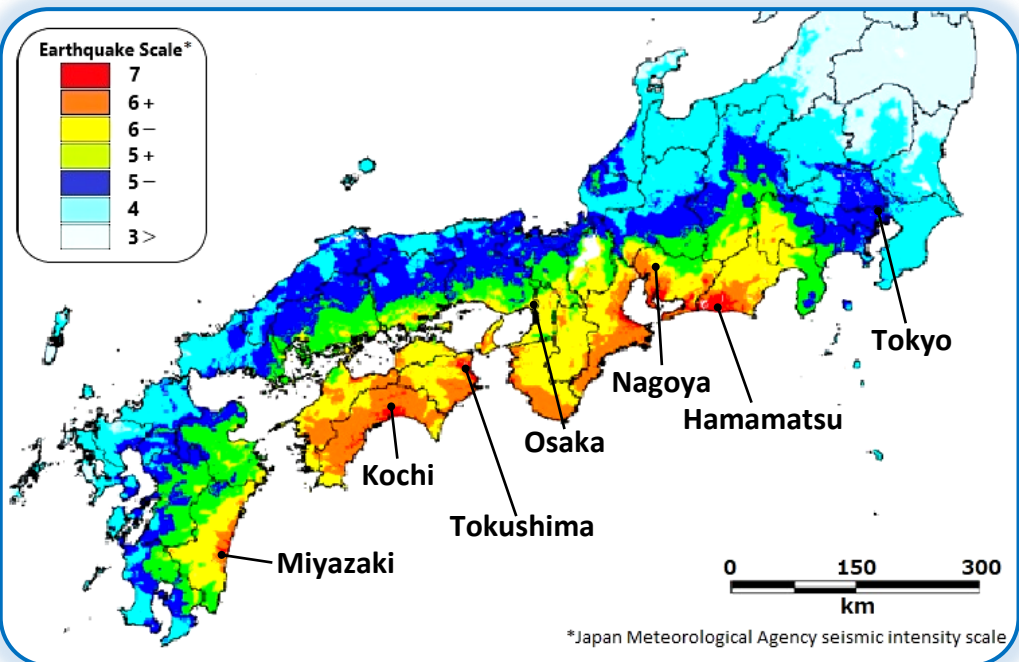 Earthquake Scale*
7
6+
6−
5+
5−
4
3>
Tokyo
Nagoya
Hamamatsu
Osaka
Kochi
Tokushima
Miyazaki
0 150 300
km
*Japan Meteorological Agency seismic intensity scale